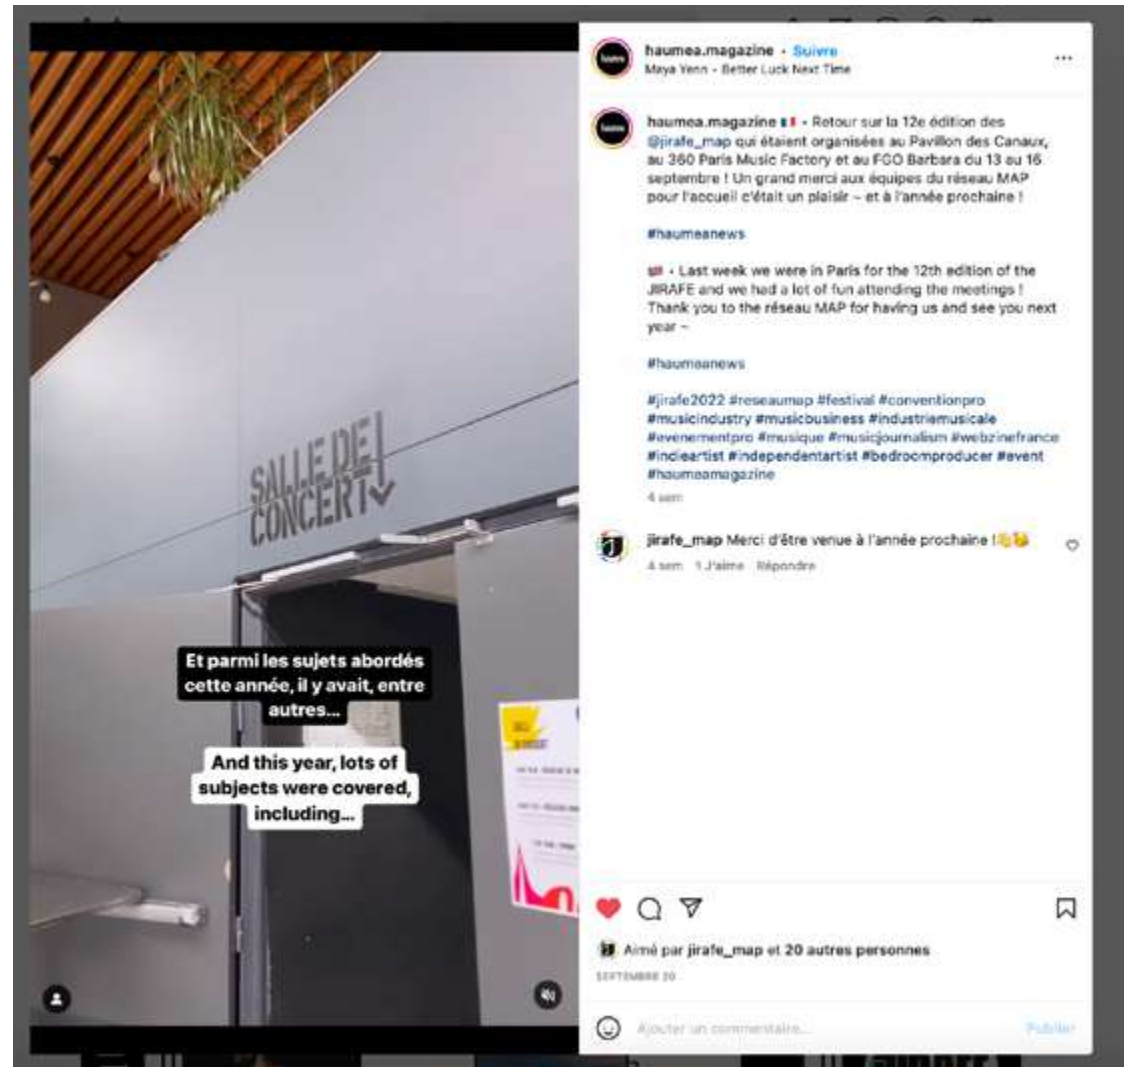 SALLE DE
CONCERT
Et parmi les sujets abordés
cette année, il y avait, entre
autres...
And this year, lots of
subjects were covered,
including...
haumea.magazine • Suivre
Maya Yenn • Better Luck Next Time
haumea.magazine 🇫🇷 • Retour sur la 12e édition des
@jirafe_map qui étaient organisées au Pavillon des Canaux,
au 360 Paris Music Factory et au FGO Barbara du 13 au 16
septembre ! Un grand merci aux équipes du réseau MAP
pour l'accueil c'était un plaisir ~ et à l'année prochaine !
#haumeanews
🇬🇧 • Last week we were in Paris for the 12th edition of the
JIRAFE and we had a lot of fun attending the meetings !
Thank you to the réseau MAP for having us and see you next
year ~
#haumeanews
#jirafe2022 #reseaumap #festival #conventionpro
#musicindustry #musicbusiness #industriemusicale
#evenementpro #musique #musicjournalism #webzinefrance
#indieartist #independentartist #bedroomproducer #event
#haumeamagazine
4 sem
jirafe_map Merci d'être venue à l'année prochaine !
4 sem 1 J'aime Répondre
Aimé par jirafe_map et 20 autres personnes
SEPTEMBRE 20
Ajouter un commentaire...
Publier